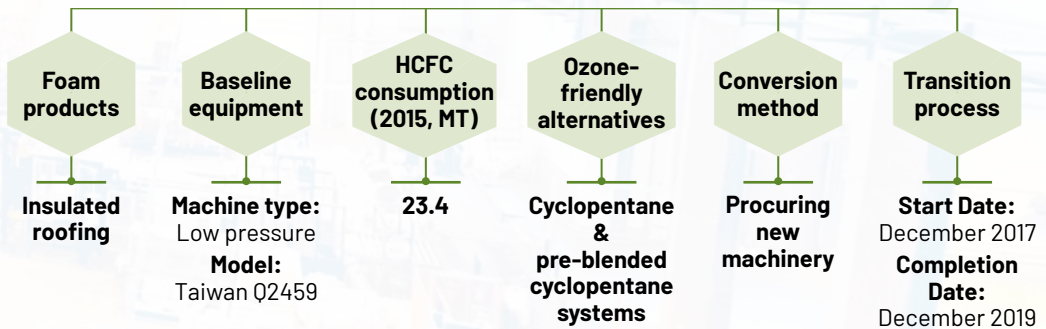 Foam
products
Baseline
equipment
HCFC
consumption
(2015, MT)
Ozone-
friendly
alternatives
Conversion
method
Transition
process
Insulated
roofing
Machine type:
Low pressure
Model:
Taiwan Q2459
23.4
Cyclopentane
&
pre-blended
cyclopentane
systems
Procuring
new
machinery
Start Date:
December 2017
Completion
Date:
December 2019